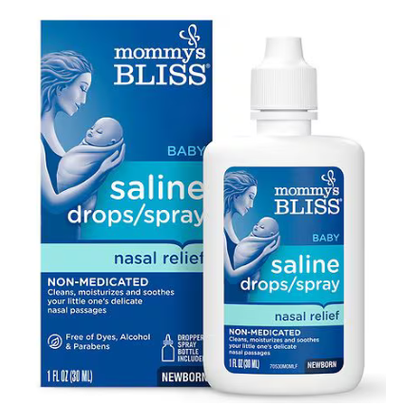 mommy's
BLISS®
BABY
saline
drops/spray
nasal relief
NON-MEDICATED
Cleans, moisturizes and soothes
your little one's delicate
nasal passages
Free of Dyes, Alcohol
& Parabens
DROPPER
SPRAY
BOTTLE
INCLUDE
1 FL OZ (30 ML)
NEWBORN
mommy's
BLISS®
BABY
saline
drops/spray
nasal relief
NON-MEDICATED
Cleans, moisturizes and soothes
your little one's delicate
nasal passages
1 FL OZ (30 ML)
NEWBORN